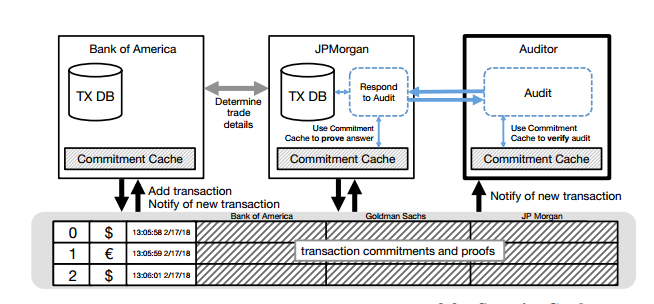 Bank of America
JPMorgan
Auditor
TX DB
Determine
trade
details
TX DB
Respond
to Audit
Audit
Use Commitment
Cache to prove answer
Use Commitment
Cache to verify audit
Commitment Cache
Commitment Cache
Commitment Cache
Add transaction
Notify of new transaction
Notify of new transaction
Bank of America
Goldman Sachs
JP Morgan
0 $ 13:05:58 2/17/18
1 € 13:05:59 2/17/18
transaction commitments and proofs
2 $ 13:06:01 2/17/18